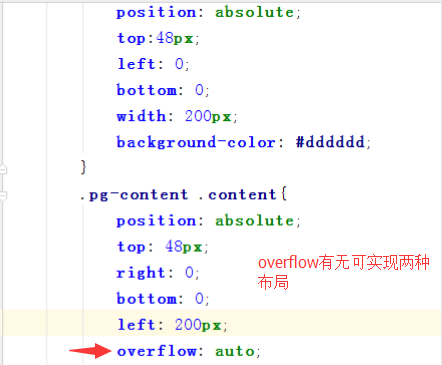 position: absolute;
top:48px;
left: 0;
bottom: 0;
width: 200px;
background-color: #dddddd;
}
.pg-content .content{
position: absolute;
top: 48px;
right: 0;
bottom: 0;
left: 200px;
overflow: auto;
overflow有无可实现两种
布局